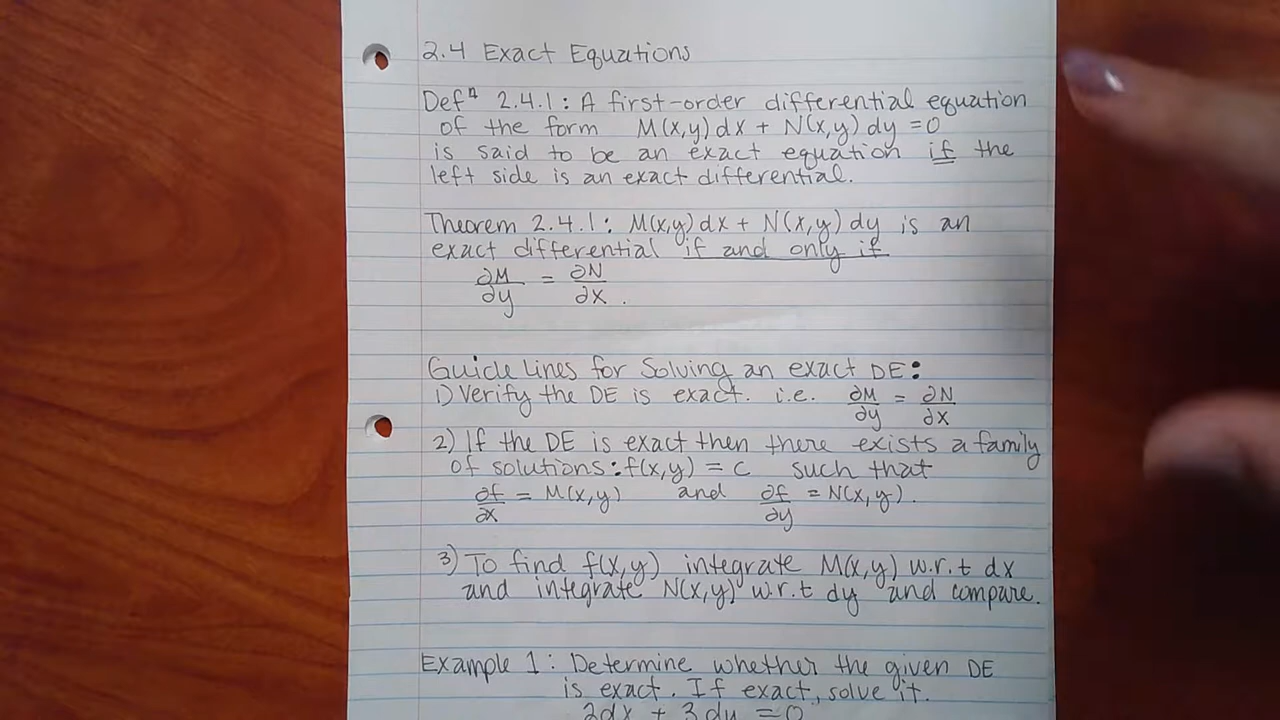 2.4 Exact Equations
Defⁿ 2.4.1: A first-order differential equation
of the form M(x,y) dx + N(x,y) dy = 0
is said to be an exact equation if the
left side is an exact differential.
Theorem 2.4.1: M(x,y) dx + N(x,y) dy is an
exact differential if and only if
∂M/∂y = ∂N/∂x.
Guide Lines for Solving an exact DE:
1) Verify the DE is exact. i.e. ∂M/∂y = ∂N/∂x
2) If the DE is exact then there exists a family
of solutions: f(x,y) = c such that
∂f/∂x = M(x,y) and ∂f/∂y = N(x,y).
3) To find f(x,y) integrate M(x,y) w.r.t dx
and integrate N(x,y) w.r.t dy and compare.
Example 1: Determine whether the given DE
is exact. If exact, solve it.
2dx + 3dy = 0